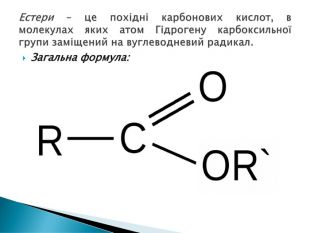 Естери – це похідні карбонових кислот, в
молекулах яких атом Гідрогену карбоксильної
групи заміщений на вуглеводневий радикал.
Загальна формула:
O
R C
OR`